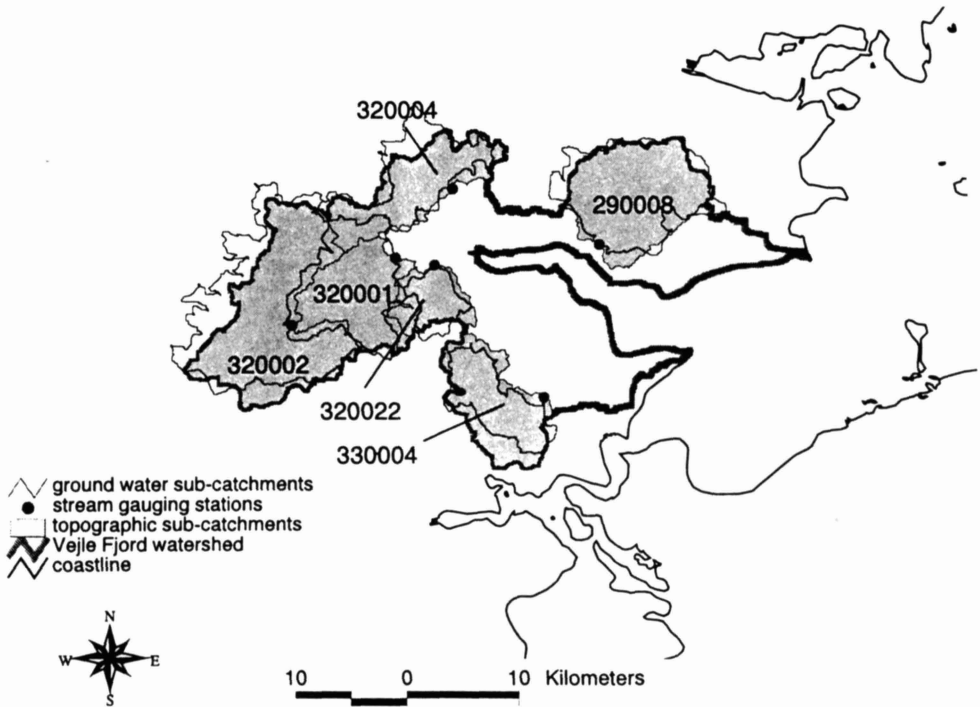 320004
290008
320001
320002
320022
330004
ground water sub-catchments
stream gauging stations
topographic sub-catchments
Vejle Fjord watershed
coastline
N
W E
S
10 0 10 Kilometers